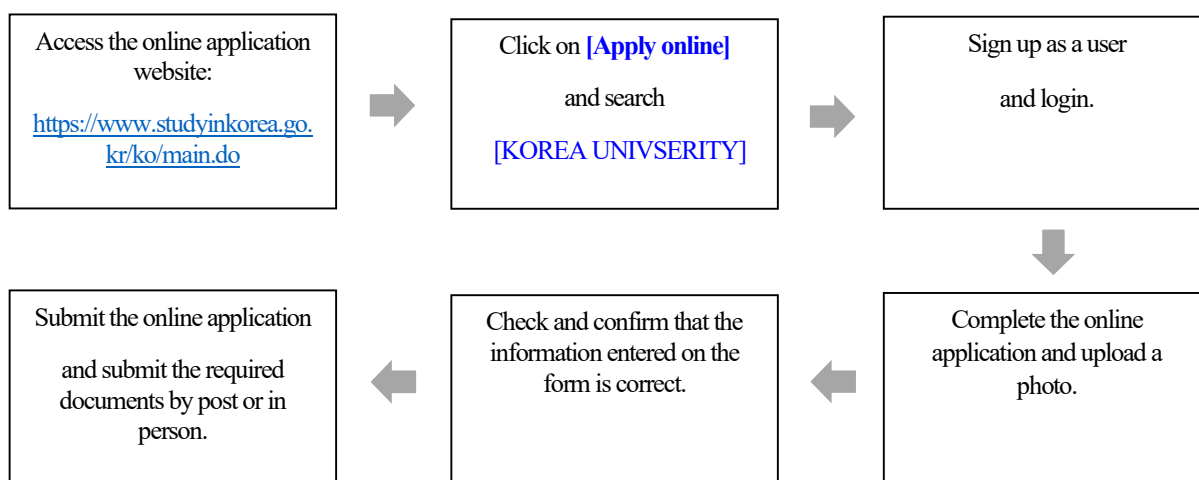 Access the online application
website:
https://www.studyinkorea.go.
kr/ko/main.do
Click on [Apply online]
and search
[KOREA UNIVSERITY]
Sign up as a user
and login.
Complete the online
application and upload a
photo.
Check and confirm that the
information entered on the
form is correct.
Submit the online application
and submit the required
documents by post or in
person.